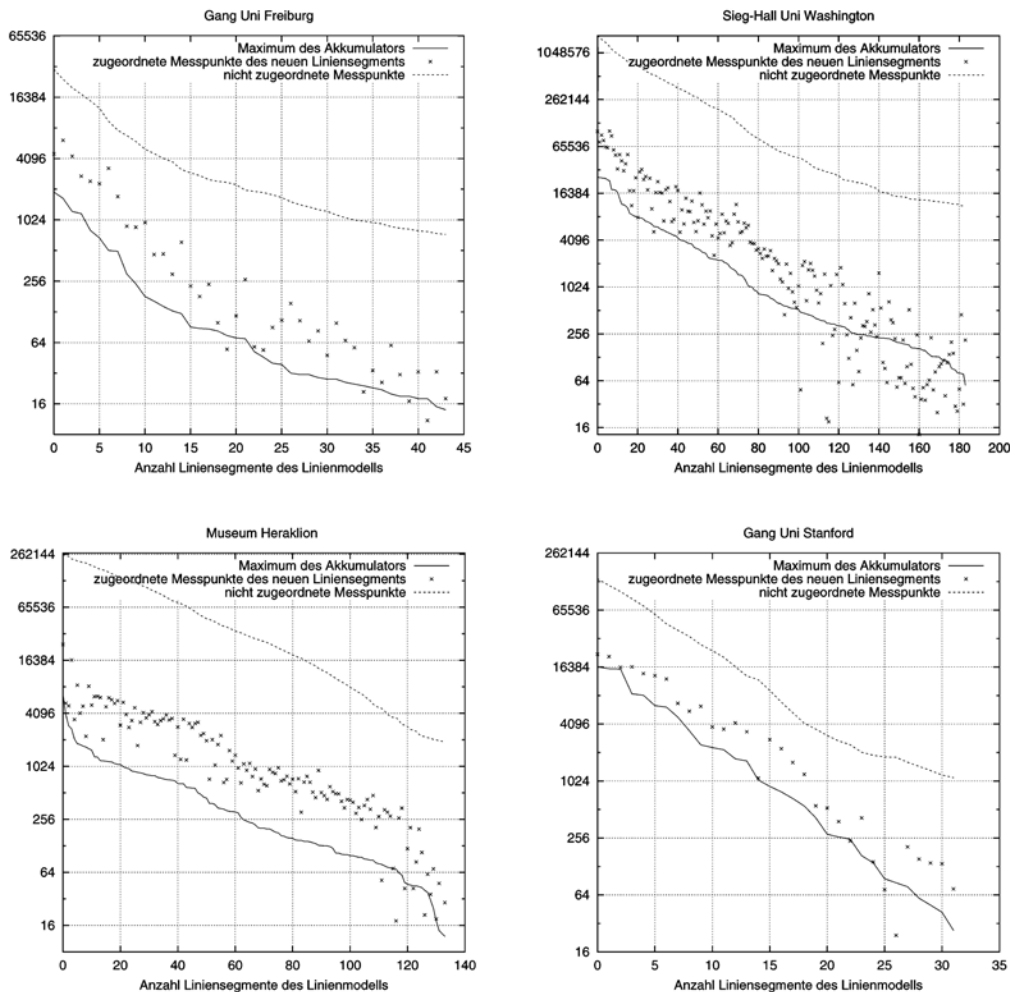 Gang Uni Freiburg
65536
16384
4096
1024
256
64
16
Maximum des Akkumulators
zugeordnete Messpunkte des neuen Liniensegments
nicht zugeordnete Messpunkte
0 5 10 15 20 25 30 35 40 45
Anzahl Liniensegmente des Linienmodells
Sieg-Hall Uni Washington
1048576
262144
65536
16384
4096
1024
256
64
16
Maximum des Akkumulators
zugeordnete Messpunkte des neuen Liniensegments
nicht zugeordnete Messpunkte
0 20 40 60 80 100 120 140 160 180 200
Anzahl Liniensegmente des Linienmodells
Museum Heraklion
262144
65536
16384
4096
1024
256
64
16
Maximum des Akkumulators
zugeordnete Messpunkte des neuen Liniensegments
nicht zugeordnete Messpunkte
0 20 40 60 80 100 120 140
Anzahl Liniensegmente des Linienmodells
Gang Uni Stanford
262144
65536
16384
4096
1024
256
64
16
Maximum des Akkumulators
zugeordnete Messpunkte des neuen Liniensegments
nicht zugeordnete Messpunkte
0 5 10 15 20 25 30 35
Anzahl Liniensegmente des Linienmodells